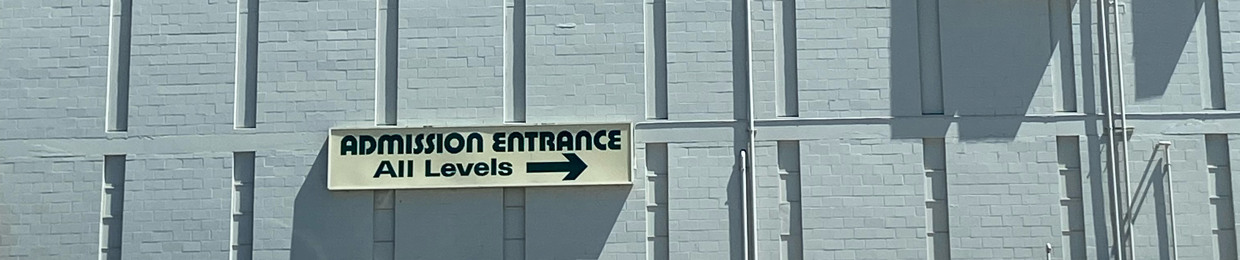 ADMISSION ENTRANCE
All Levels